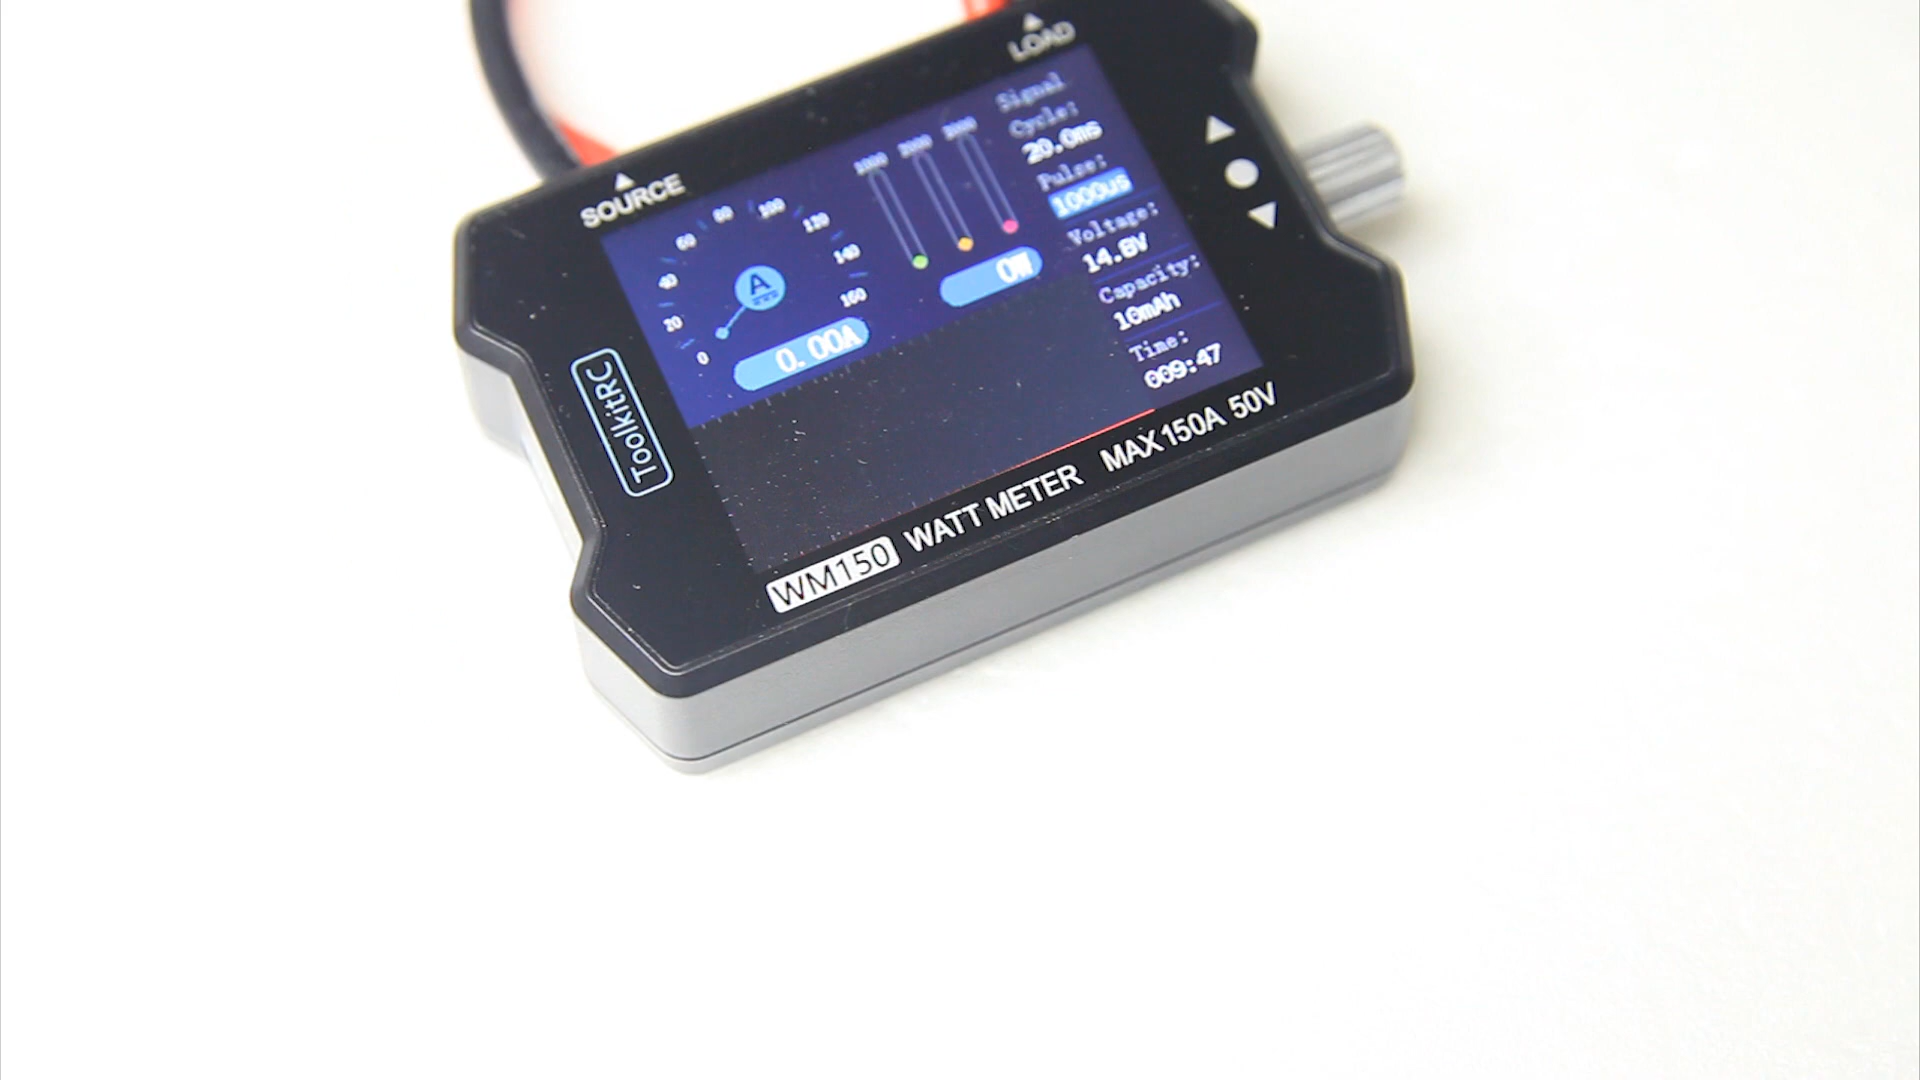 SOURCE
LOAD
0
20
40
60
80
100
120
140
160
A
0.00A
1000
2000
3000
0W
Signal
Cycle:
20.0ms
Pulse:
1000us
Voltage:
14.8V
Capacity:
10mAh
Time:
009:47
ToolkitRC
WM150 WATT METER MAX 150A 50V